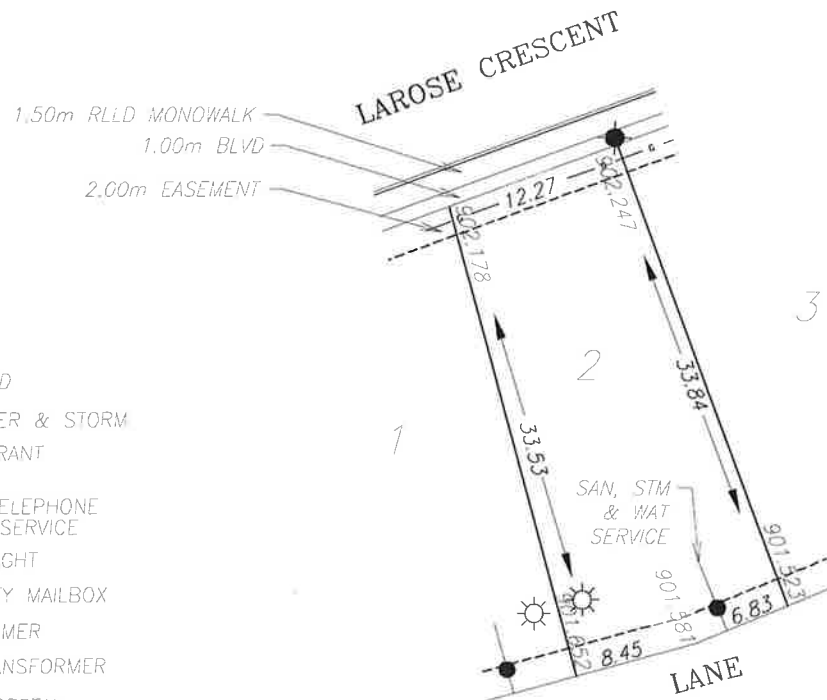 LAROSE CRESCENT
1.50m RLLD MONOWALK
1.00m BLVD
2.00m EASEMENT
12.27
902.178
902.247
3
2
1
33.53
33.84
D
ER & STORM
RANT
ELEPHONE
SERVICE
GHT
Y MAILBOX
MER
ANSFORMER
SAN, STM
& WAT
SERVICE
901.523
901.581
6.83
8.45
LANE